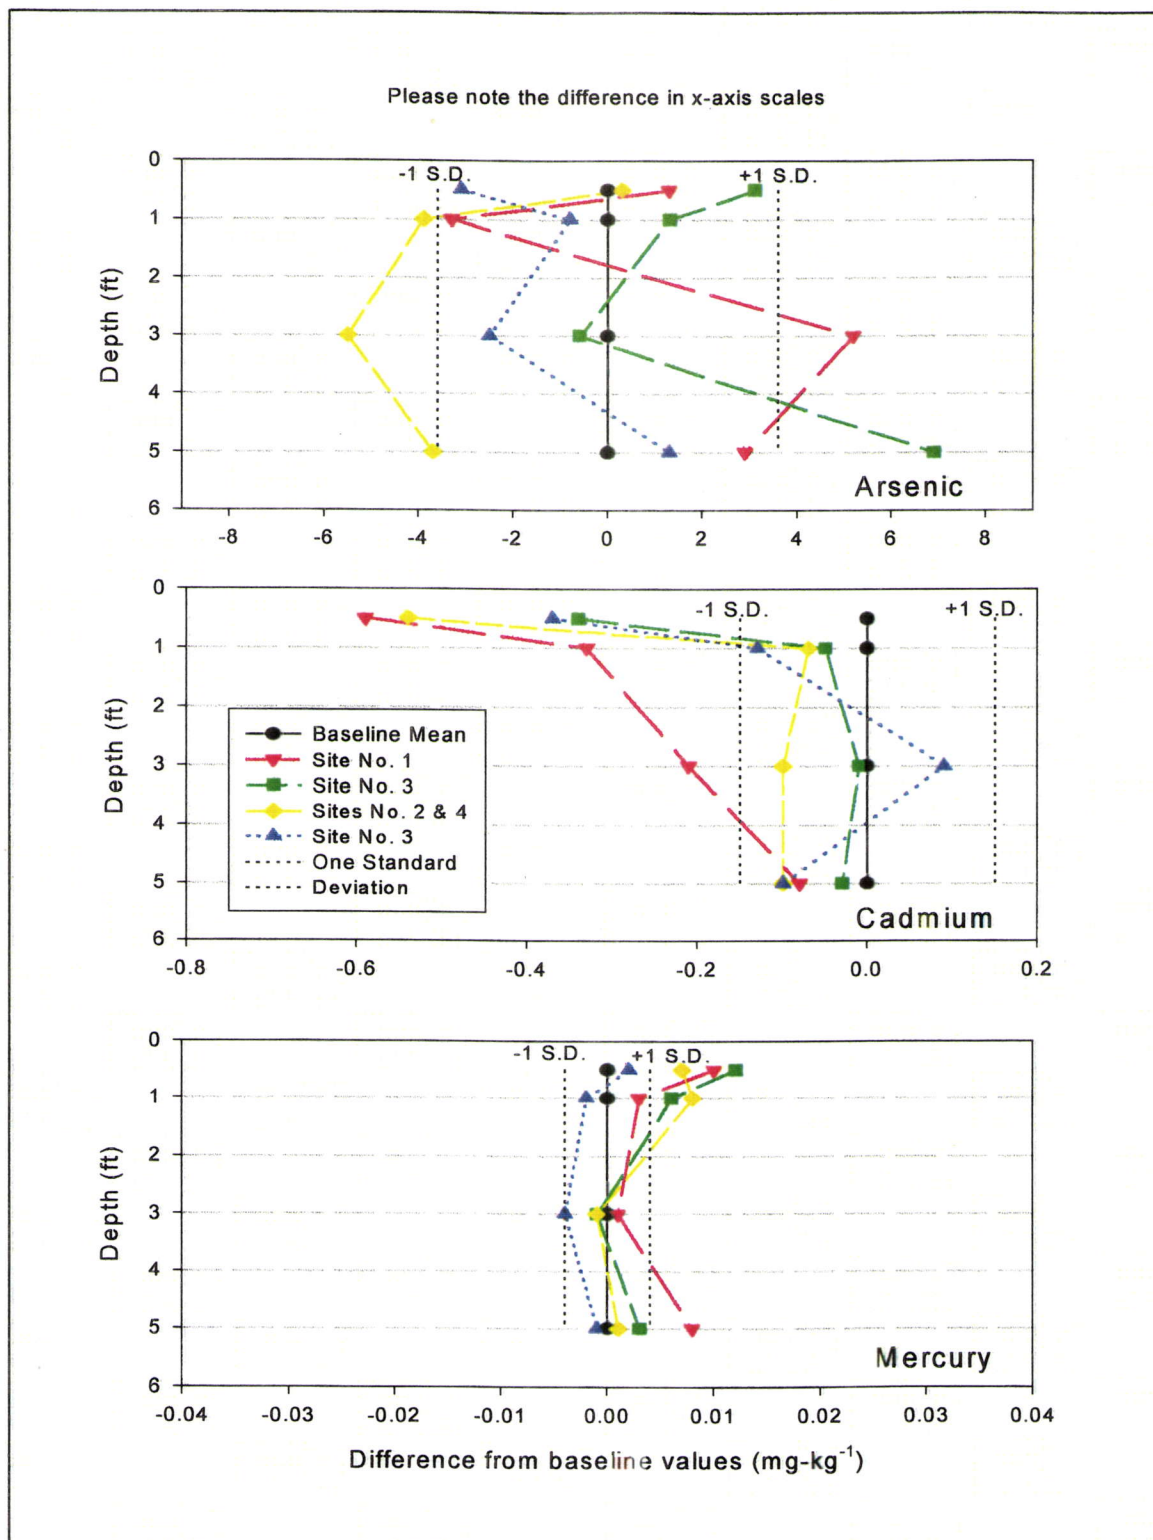 Please note the difference in x-axis scales
0
-1 S.D.
+1 S.D.
1
2
3
4
5
6
Depth (ft)
Arsenic
-8
-6
-4
-2
0
2
4
6
8
0
-1 S.D.
+1 S.D.
1
2
3
4
5
6
Depth (ft)
Baseline Mean
Site No. 1
Site No. 3
Sites No. 2 & 4
Site No. 3
One Standard
Deviation
Cadmium
-0.8
-0.6
-0.4
-0.2
0.0
0.2
0
-1 S.D.
+1 S.D.
1
2
3
4
5
6
Depth (ft)
Mercury
-0.04
-0.03
-0.02
-0.01
0.00
0.01
0.02
0.03
0.04
Difference from baseline values (mg-kg⁻¹)